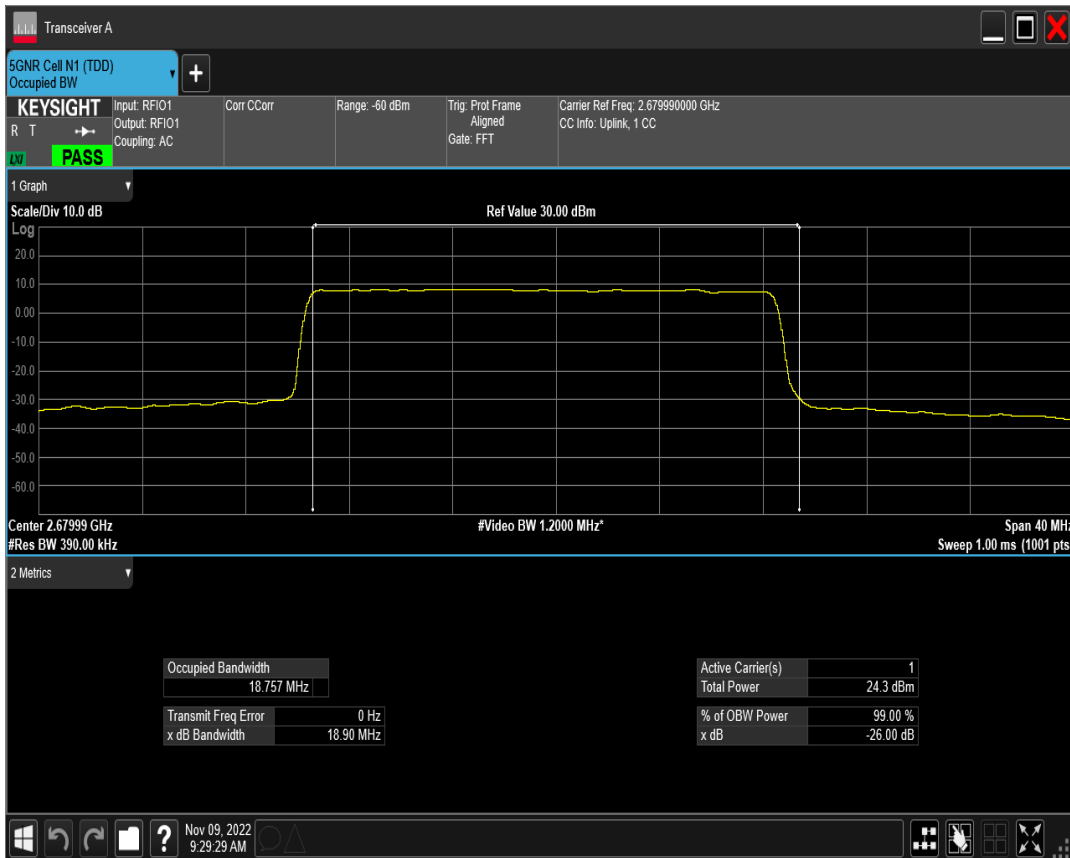 Transceiver A
5GNR Cell N1 (TDD)
Occupied BW
+
KEYSIGHT
R T
LXI
PASS
Input: RFIO1
Output: RFIO1
Coupling: AC
Corr CCorr
Range: -60 dBm
Trig: Prot Frame
Aligned
Gate: FFT
Carrier Ref Freq: 2.679990000 GHz
CC Info: Uplink, 1 CC
1 Graph
Scale/Div 10.0 dB
Ref Value 30.00 dBm
Log
20.0
10.0
0.00
-10.0
-20.0
-30.0
-40.0
-50.0
-60.0
Center 2.67999 GHz
#Video BW 1.2000 MHz*
Span 40 MHz
#Res BW 390.00 kHz
Sweep 1.00 ms (1001 pts
2 Metrics
Occupied Bandwidth
18.757 MHz
Transmit Freq Error 0 Hz
x dB Bandwidth 18.90 MHz
Active Carrier(s) 1
Total Power 24.3 dBm
% of OBW Power 99.00 %
x dB -26.00 dB
?
Nov 09, 2022
9:29:29 AM